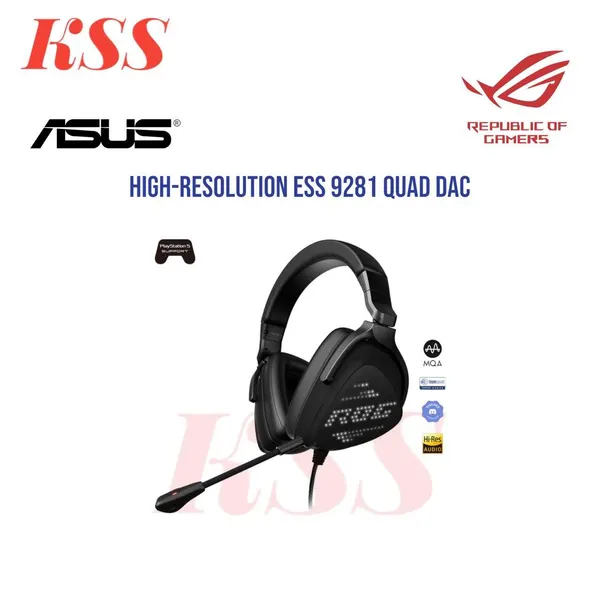 KSS
ASUS®
REPUBLIC OF
GAMERS
HIGH-RESOLUTION ESS 9281 QUAD DAC
PlayStation 5
SUPPORT
MQA
ROG
Hi-Res
AUDIO
KSS